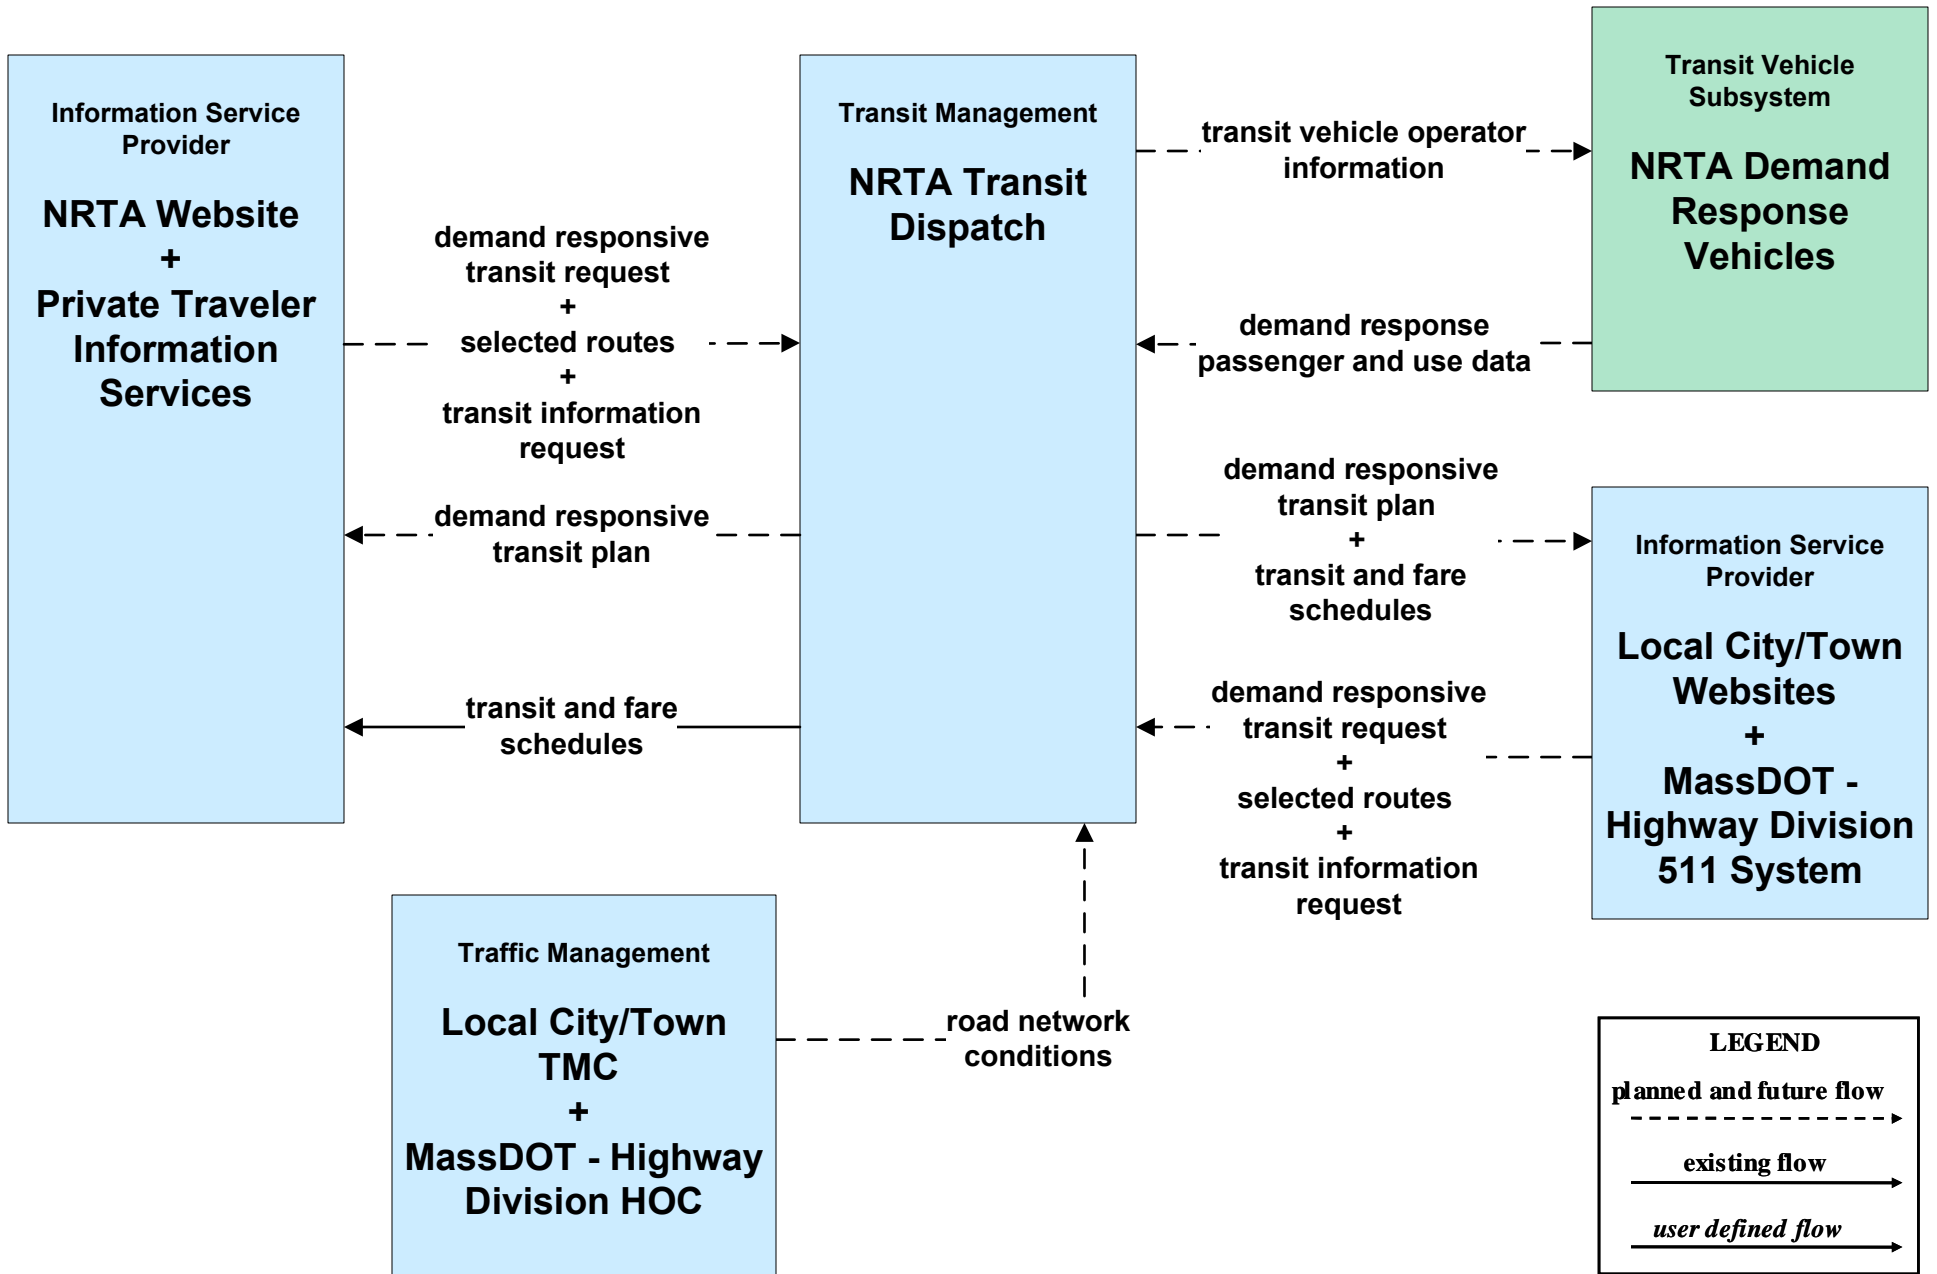 Information Service
Provider
NRTA Website
+
Private Traveler
Information
Services
demand responsive
transit request
+
selected routes
+
transit information
request
demand responsive
transit plan
transit and fare
schedules
Transit Management
NRTA Transit
Dispatch
transit vehicle operator
information
demand response
passenger and use data
demand responsive
transit plan
+
transit and fare
schedules
demand responsive
transit request
+
selected routes
+
transit information
request
Transit Vehicle
Subsystem
NRTA Demand
Response
Vehicles
Information Service
Provider
Local City/Town
Websites
+
MassDOT -
Highway Division
511 System
Traffic Management
Local City/Town
TMC
+
MassDOT - Highway
Division HOC
road network
conditions
LEGEND
planned and future flow
existing flow
user defined flow